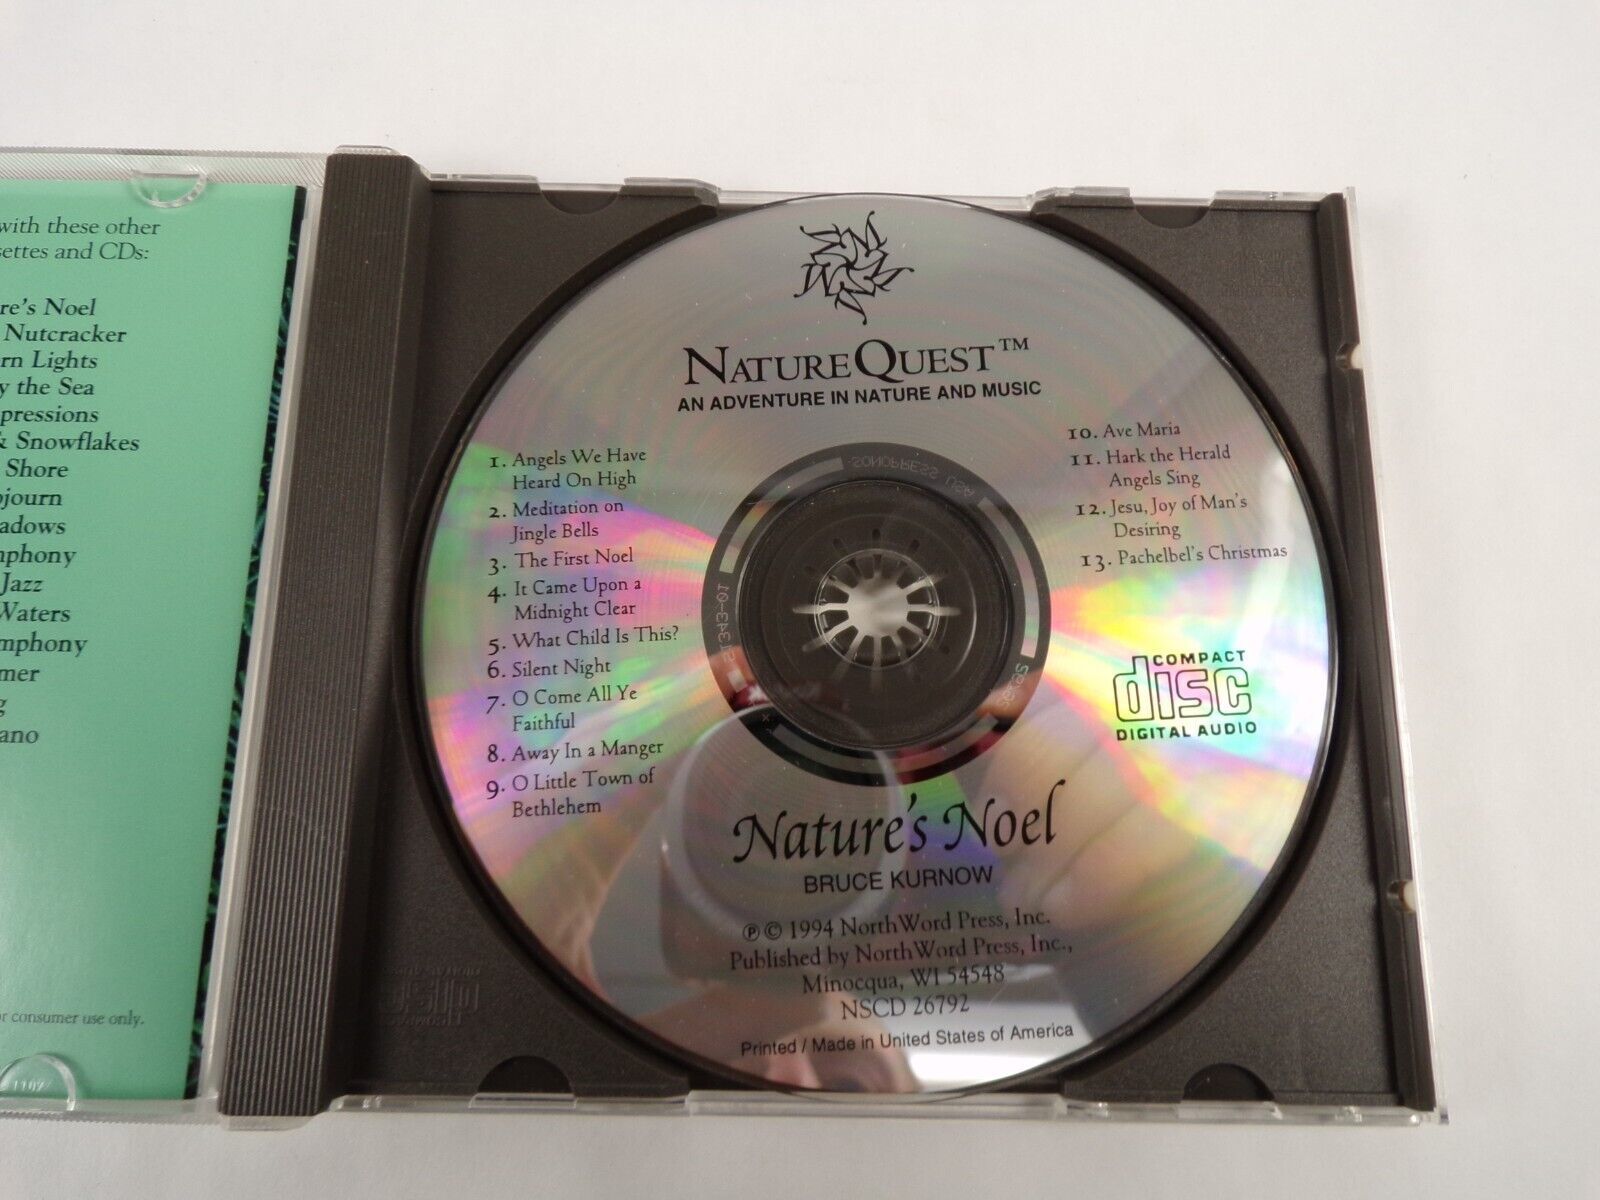 with these other
settes and CDs:
re's Noel
Nutcracker
ern Lights
y the Sea
pressions
& Snowflakes
Shore
ojourn
adows
mphony
Jazz
Waters
mphony
mer
g
ano
or consumer use only.
NATUREQUEST™
AN ADVENTURE IN NATURE AND MUSIC
1. Angels We Have
Heard On High
2. Meditation on
Jingle Bells
3. The First Noel
4. It Came Upon a
Midnight Clear
5. What Child Is This?
6. Silent Night
7. O Come All Ye
Faithful
8. Away In a Manger
9. O Little Town of
Bethlehem
10. Ave Maria
11. Hark the Herald
Angels Sing
12. Jesu, Joy of Man's
Desiring
13. Pachelbel's Christmas
SONOPRESS USA
COMPACT
disc
DIGITAL AUDIO
Nature's Noel
BRUCE KURNOW
℗ © 1994 NorthWord Press, Inc.
Published by NorthWord Press, Inc.,
Minocqua, WI 54548
NSCD 26792
Printed / Made in United States of America